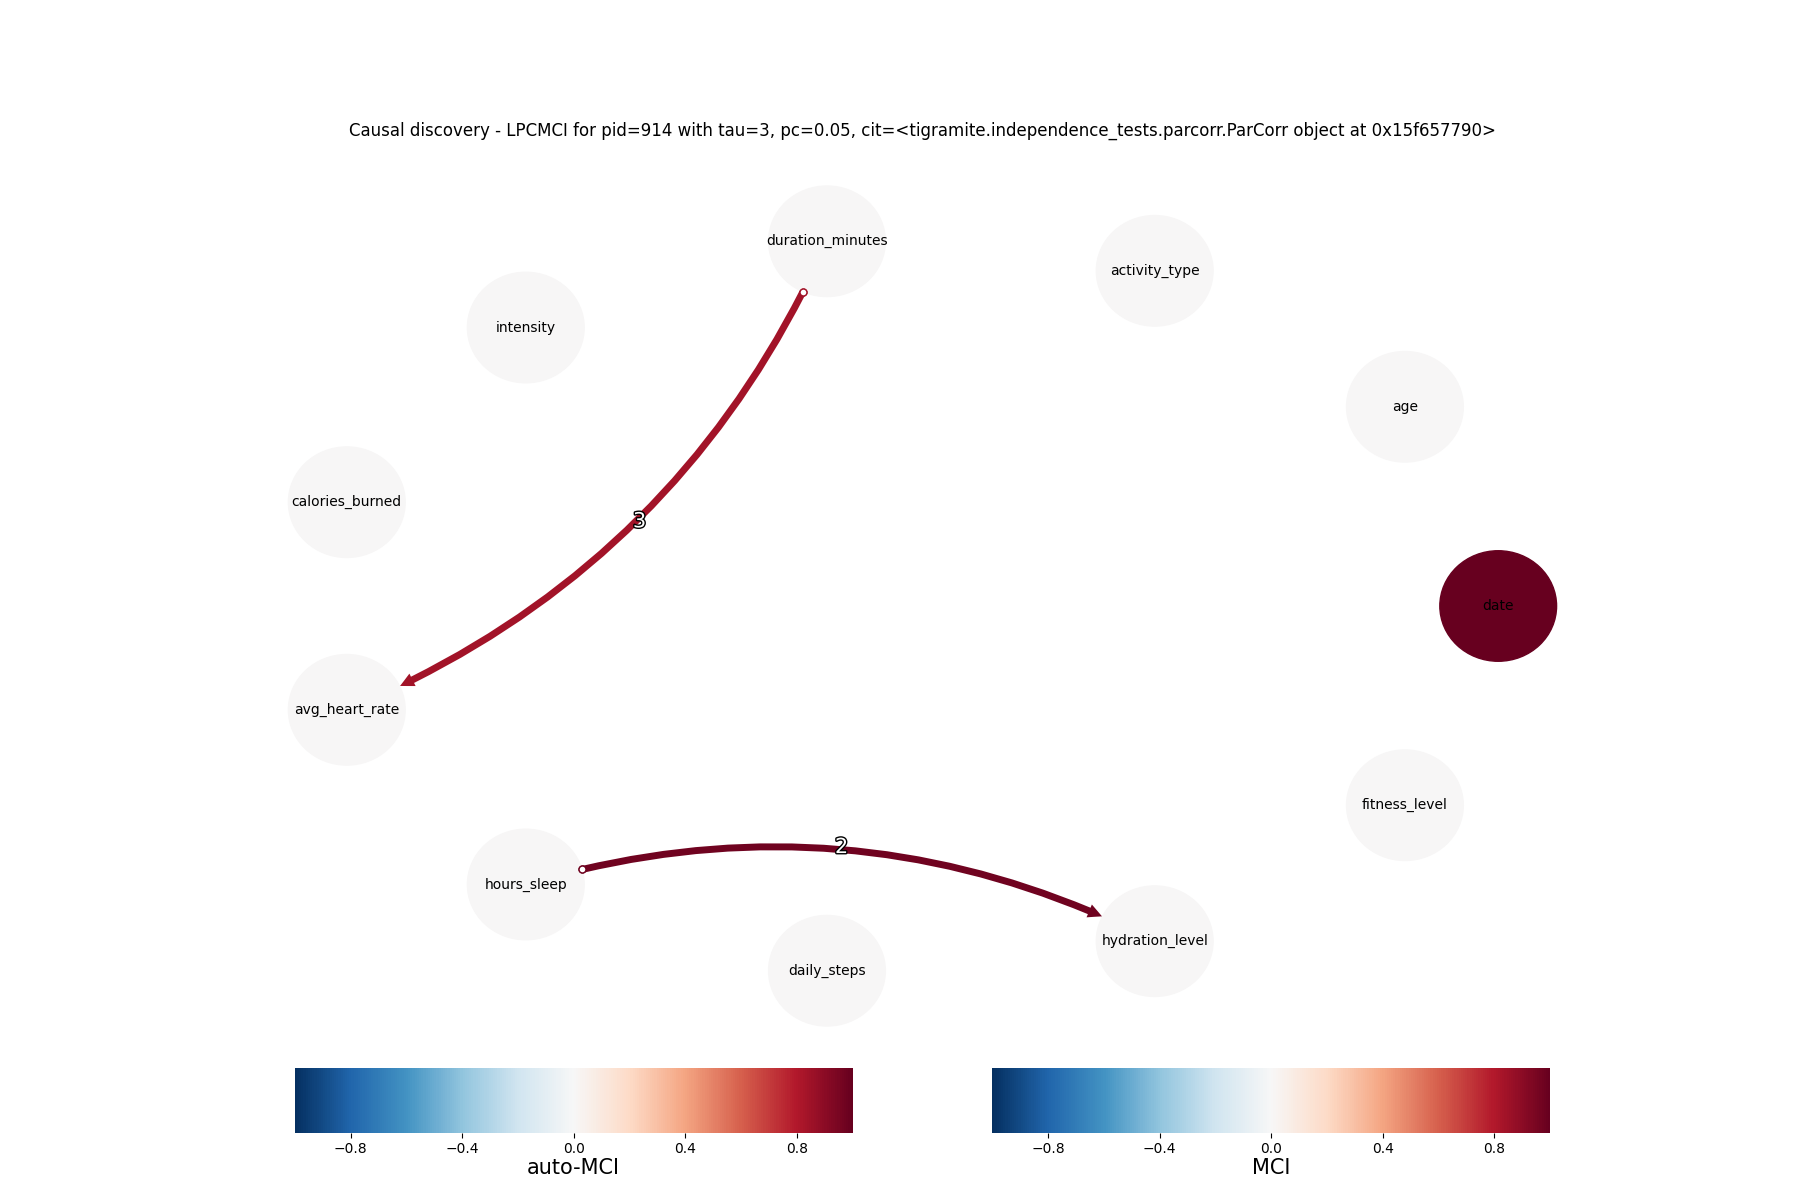 Causal discovery - LPCMCI for pid=914 with tau=3, pc=0.05, cit=<tigramite.independence_tests.parcorr.ParCorr object at 0x15f657790>
duration_minutes
activity_type
intensity
age
calories_burned
3
date
avg_heart_rate
fitness_level
2
hours_sleep
hydration_level
daily_steps
−0.8 −0.4 0.0 0.4 0.8
auto-MCI
−0.8 −0.4 0.0 0.4 0.8
MCI